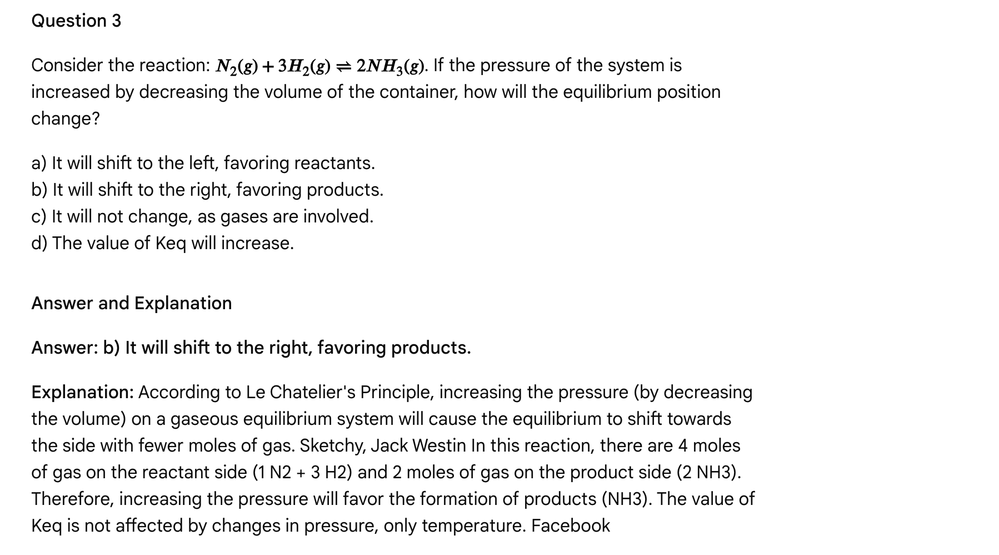 Question 3
Consider the reaction: N₂(g) + 3H₂(g) ⇌ 2NH₃(g). If the pressure of the system is
increased by decreasing the volume of the container, how will the equilibrium position
change?
a) It will shift to the left, favoring reactants.
b) It will shift to the right, favoring products.
c) It will not change, as gases are involved.
d) The value of Keq will increase.
Answer and Explanation
Answer: b) It will shift to the right, favoring products.
Explanation: According to Le Chatelier's Principle, increasing the pressure (by decreasing
the volume) on a gaseous equilibrium system will cause the equilibrium to shift towards
the side with fewer moles of gas. Sketchy, Jack Westin In this reaction, there are 4 moles
of gas on the reactant side (1 N2 + 3 H2) and 2 moles of gas on the product side (2 NH3).
Therefore, increasing the pressure will favor the formation of products (NH3). The value of
Keq is not affected by changes in pressure, only temperature. Facebook